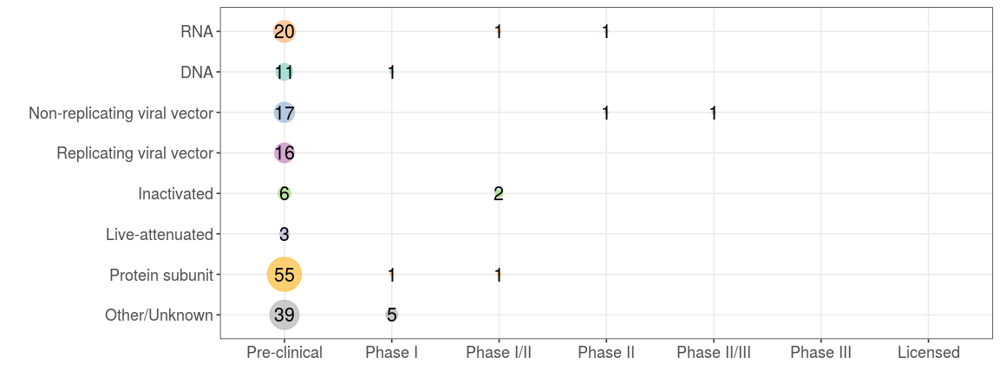 RNA 20 1 1
DNA 11 1
Non-replicating viral vector 17 1 1
Replicating viral vector 16
Inactivated 6 2
Live-attenuated 3
Protein subunit 55 1 1
Other/Unknown 39 5
Pre-clinical Phase I Phase I/II Phase II Phase II/III Phase III Licensed